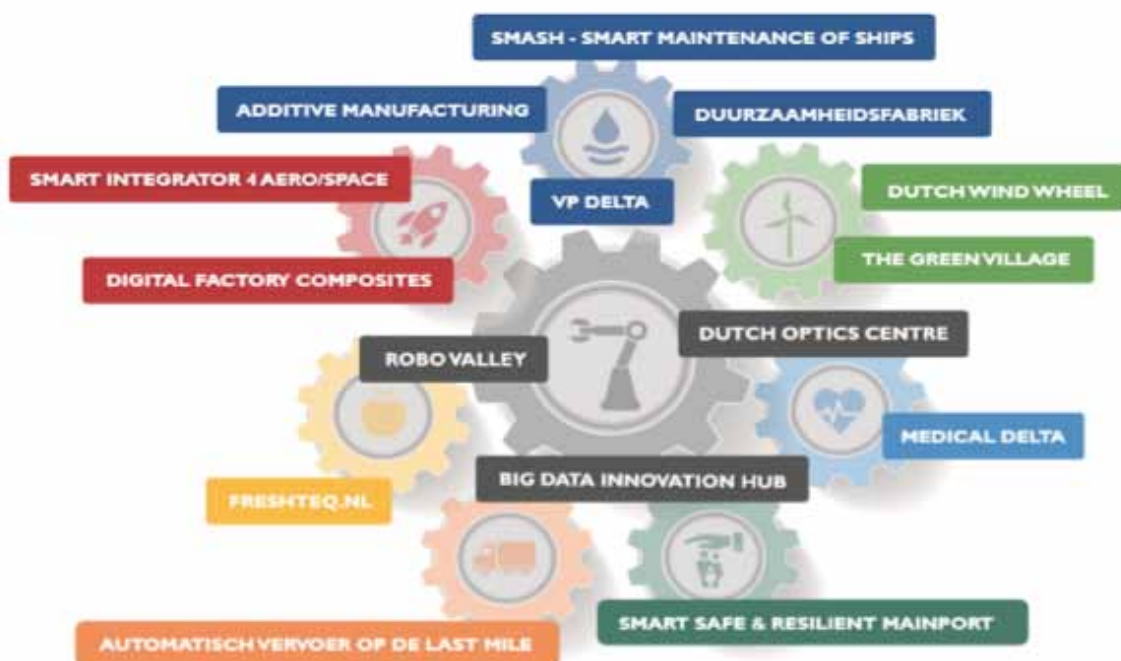 SMASH - SMART MAINTENANCE OF SHIPS
ADDITIVE MANUFACTURING
DUURZAAMHEIDSFABRIEK
SMART INTEGRATOR 4 AERO/SPACE
DUTCH WIND WHEEL
VP DELTA
THE GREEN VILLAGE
DIGITAL FACTORY COMPOSITES
DUTCH OPTICS CENTRE
ROBO VALLEY
MEDICAL DELTA
BIG DATA INNOVATION HUB
FRESHTEQ.NL
SMART SAFE & RESILIENT MAINPORT
AUTOMATISCH VERVOER OP DE LAST MILE